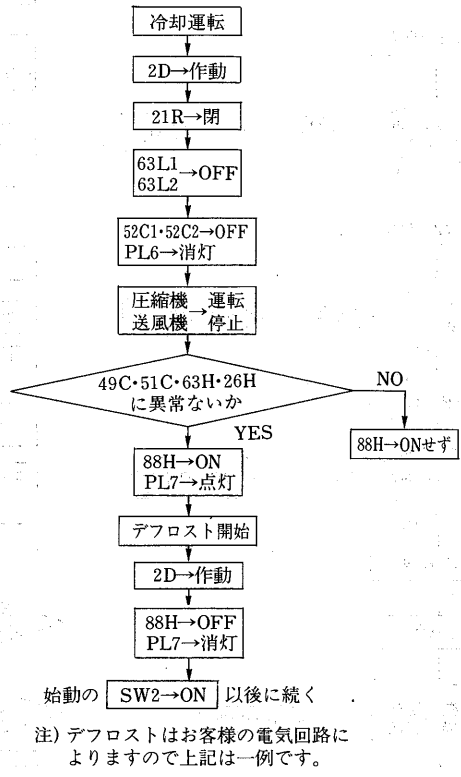 冷却運転
2D→作動
21R→閉
63L1
63L2 →OFF
52C1・52C2→OFF
PL6→消灯
圧縮機→運転
送風機 停止
49C・51C・63H・26H
に異常ないか
NO
YES
88H→ONせず
88H→ON
PL7→点灯
デフロスト開始
2D→作動
88H→OFF
PL7→消灯
始動の SW2→ON 以後に続く
注) デフロストはお客様の電気回路に
よりますので上記は一例です。